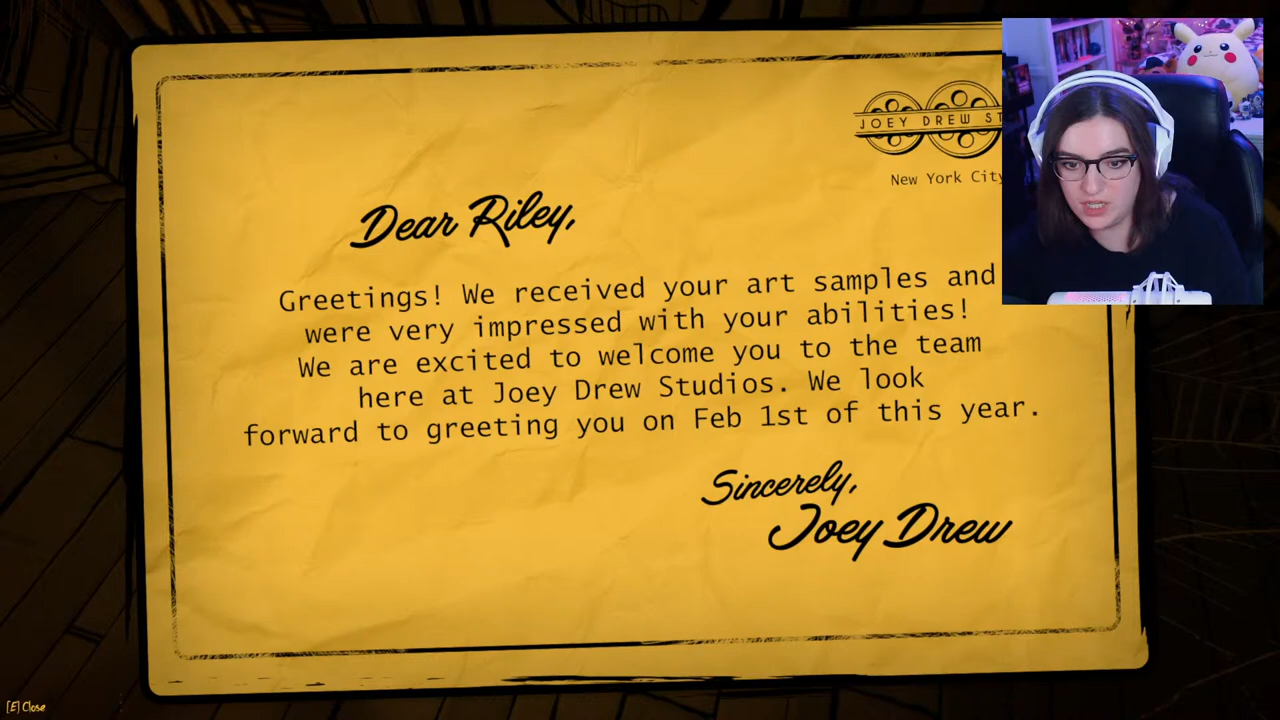 JOEY DREW
New York City
Dear Riley,
Greetings! We received your art samples and
were very impressed with your abilities!
We are excited to welcome you to the team
here at Joey Drew Studios. We look
forward to greeting you on Feb 1st of this year.
Sincerely,
Joey Drew
[E] Close